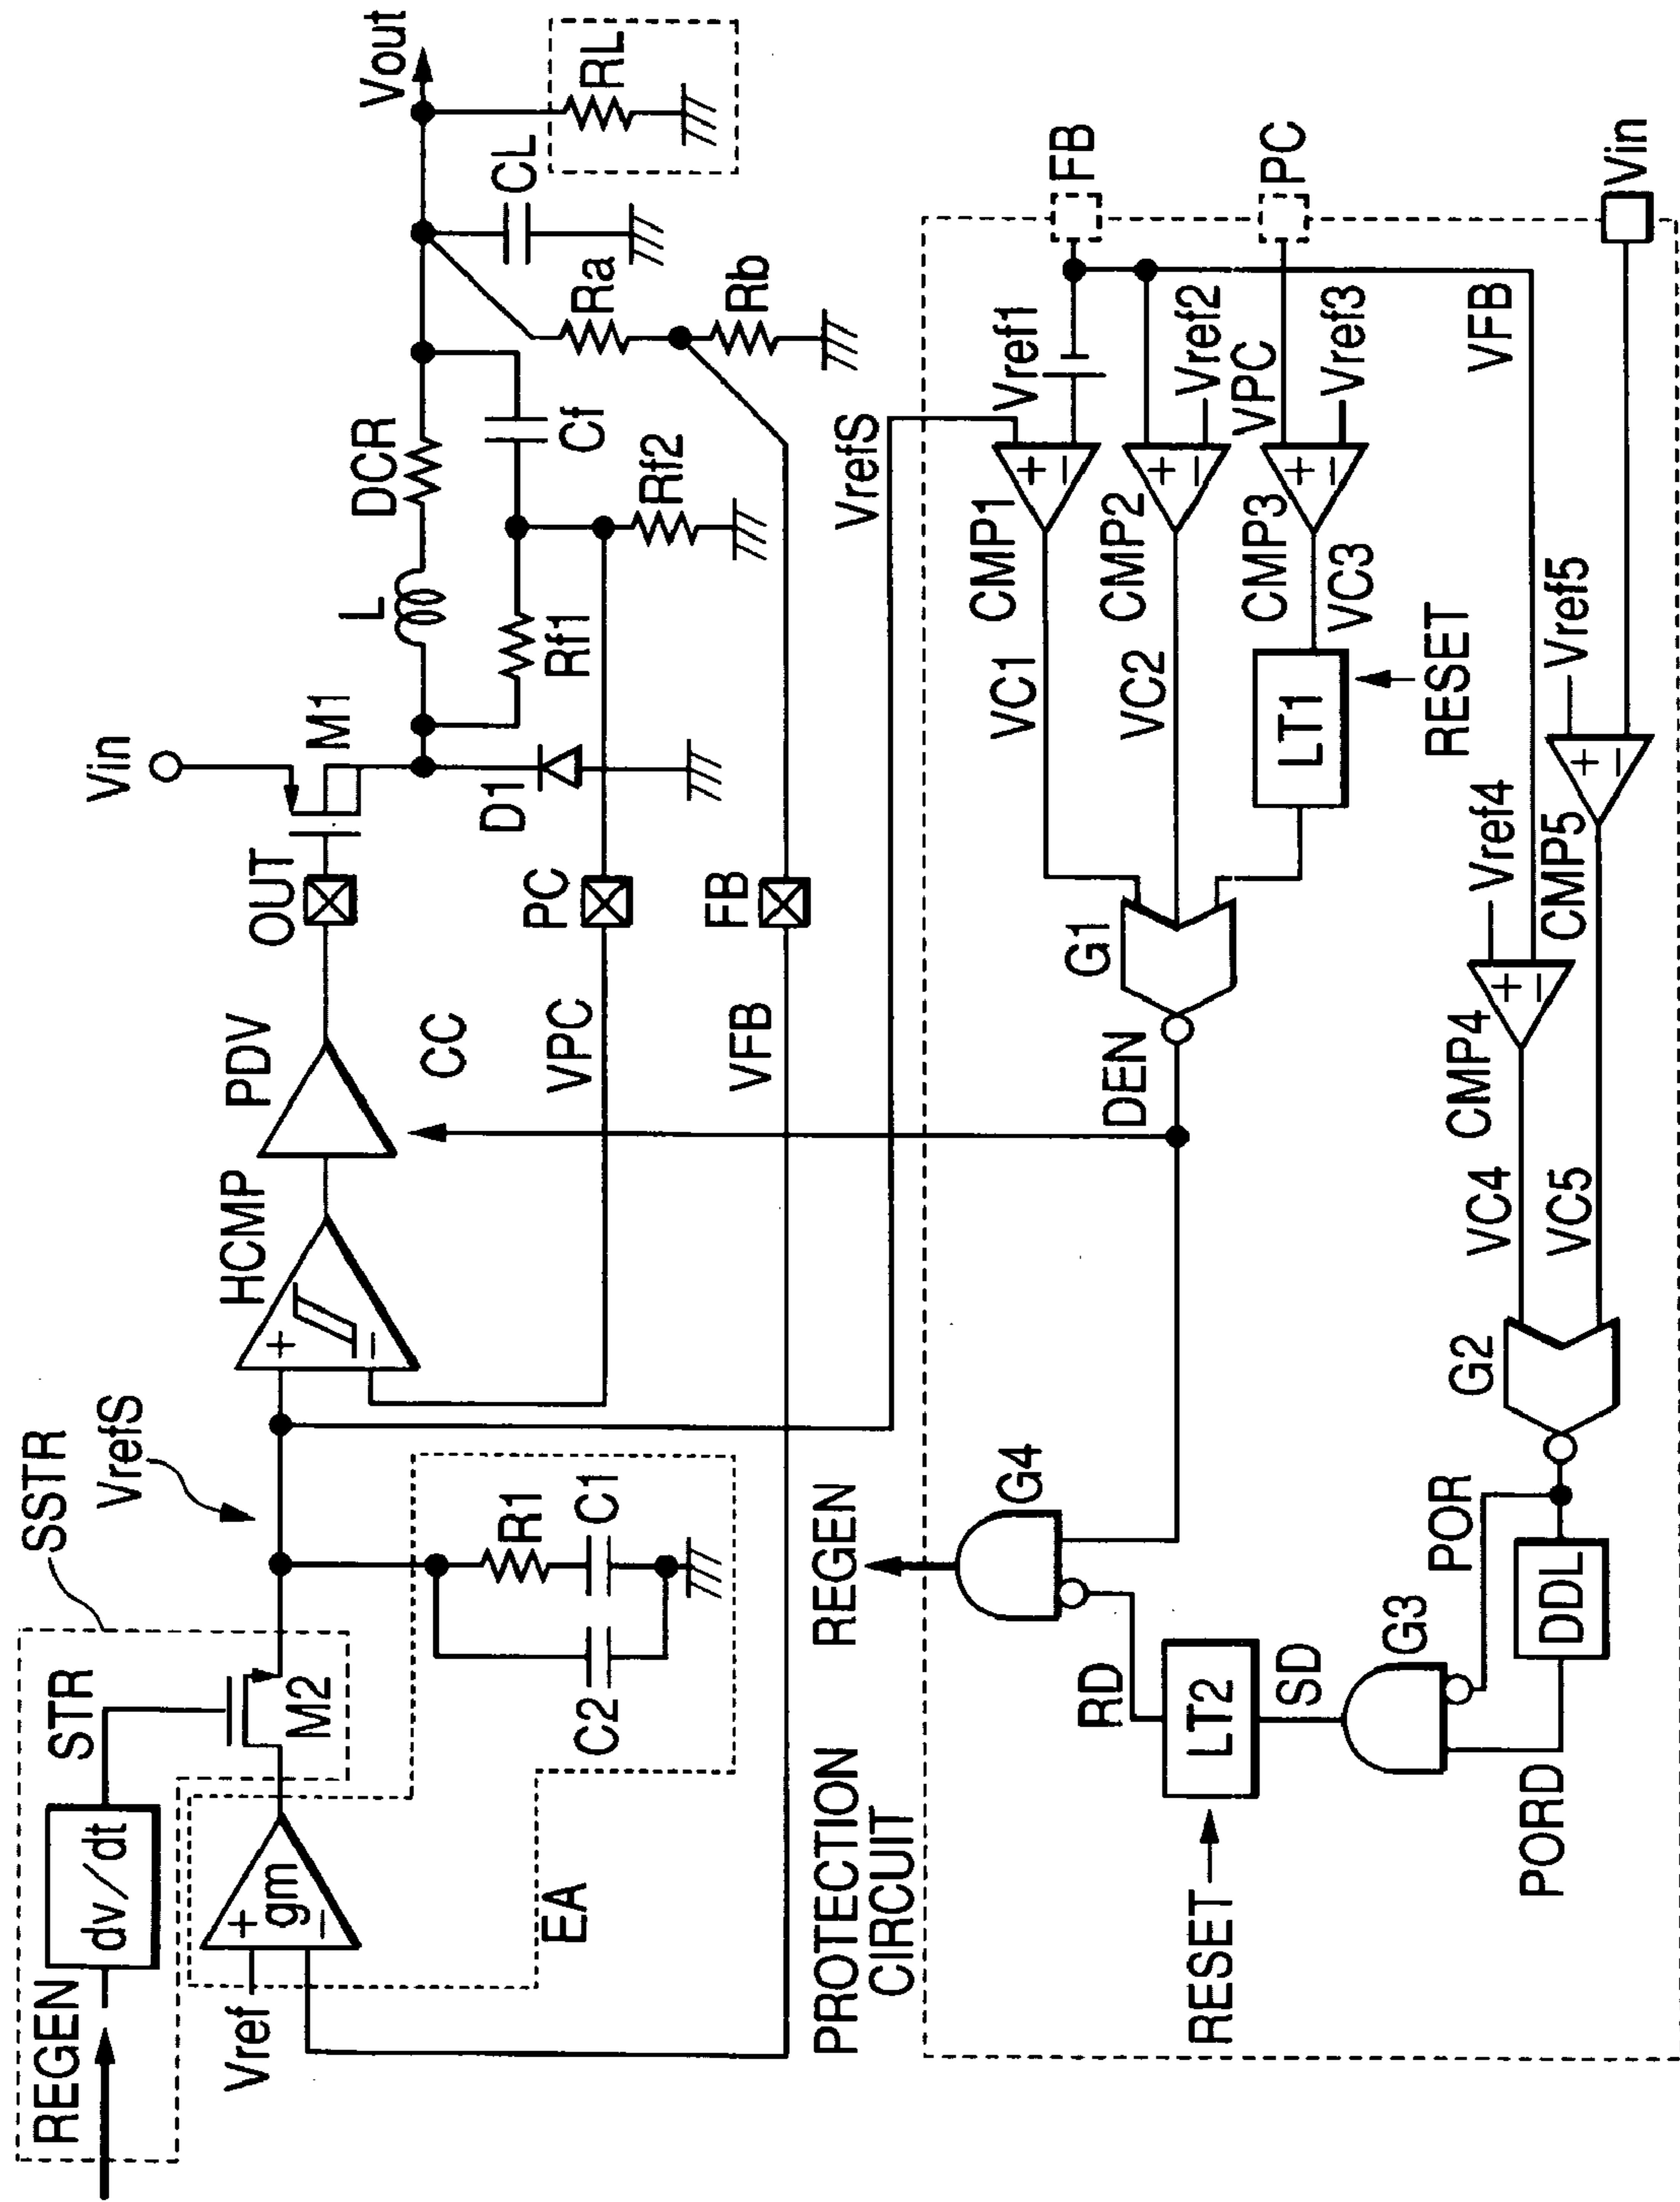 REGEN
dv/dt
STR
SSTR
VrefS
M2
Vref
+
gm
−
EA
R1
C1
C2
HCMP
+
−
PDV
CC
OUT
PC
FB
VPC
VFB
Vin
M1
D1
L
DCR
Rf1
Cf
Rf2
Ra
Rb
CL
RL
Vout
PROTECTION
CIRCUIT
REGEN
G4
RD
LT2
RESET
SD
G3
POR
PORD
DDL
G2
DEN
G1
VC1
VC2
VC3
LT1
RESET
CMP1
+
−
CMP2
+
−
CMP3
+
−
VrefS
Vref1
Vref2
VPC
Vref3
FB
PC
VFB
Vin
VC4
VC5
CMP4
+
−
Vref4
CMP5
+
−
Vref5